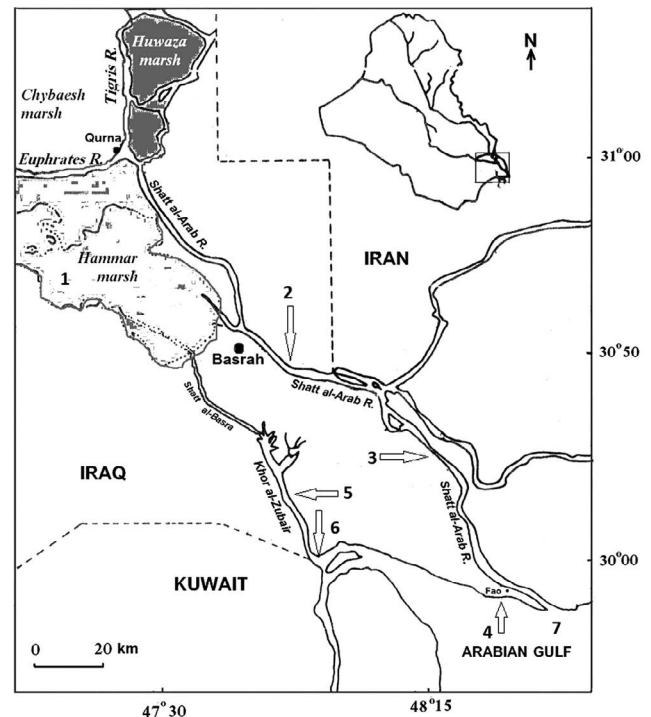 Huwaza
marsh
N
Tigris R.
Chybaesh
marsh
Qurna
Euphrates R.
31°00
Shatt al-Arab R.
IRAN
Hammar
marsh
1
2
30°50
Basrah
Shatt al-Arab R.
Shatt
al-Basra
3
IRAQ
Khor al-Zubair
5
Shatt al-Arab R.
6
30°00
KUWAIT
Fao
4
7
ARABIAN GULF
0
20 km
47°30
48°15